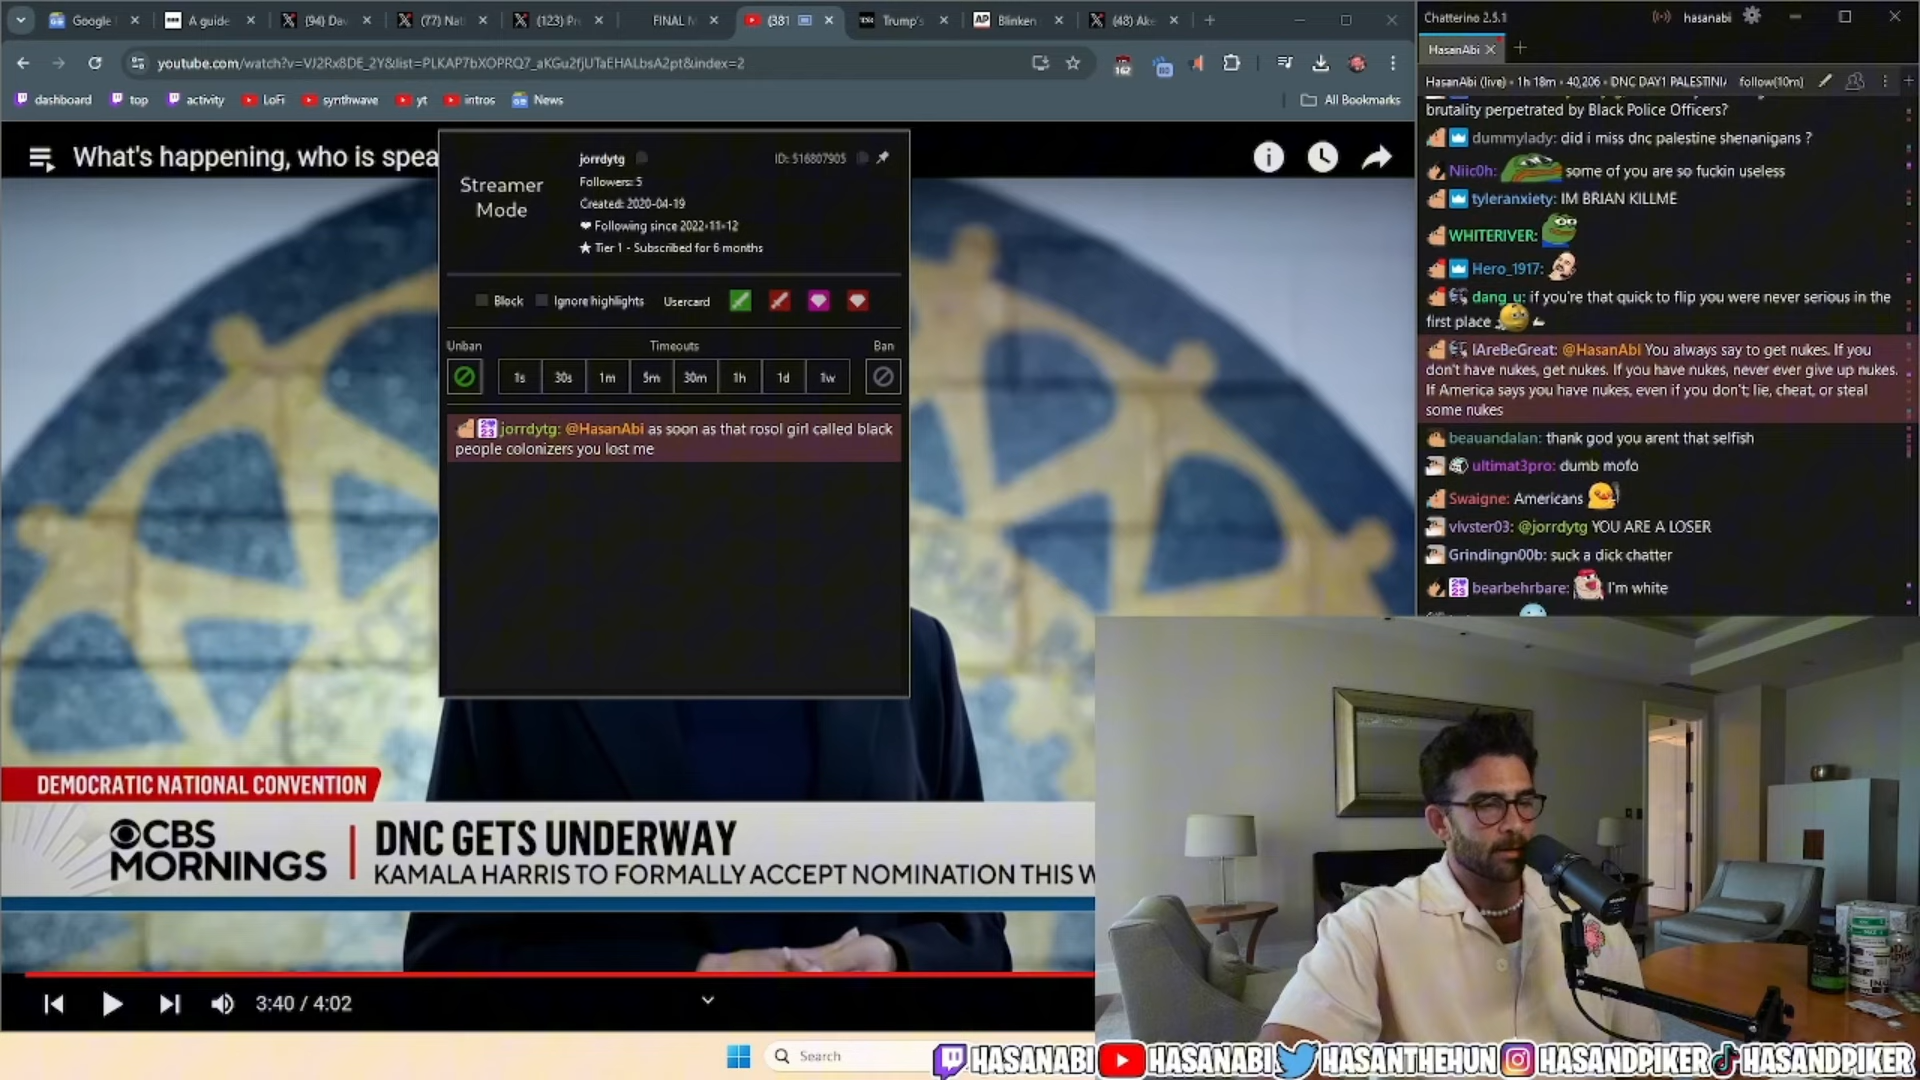 Google
A guide
(94) Dav
(77) Nat
(123) Pr
FINAL M
(381
Trump's
Blinken
(48) Ake
youtube.com/watch?v=VJ2Rx8DE_2Y&list=PLKAP7bXOPRQ7_aKGu2fjUTaEHALbsA2pt&index=2
162
dashboard
top
activity
LoFi
synthwave
yt
intros
News
All Bookmarks
What's happening, who is spea
Streamer
Mode
jorrdytg
ID: 516807905
Followers: 5
Created: 2020-04-19
Following since 2022-11-12
Tier 1 - Subscribed for 6 months
Block
Ignore highlights
Usercard
Unban
Timeouts
Ban
1s 30s 1m 5m 30m 1h 1d 1w
jorrdytg: @HasanAbi as soon as that rosol girl called black
people colonizers you lost me
DEMOCRATIC NATIONAL CONVENTION
CBS
MORNINGS
DNC GETS UNDERWAY
KAMALA HARRIS TO FORMALLY ACCEPT NOMINATION THIS W
3:40 / 4:02
Search
HASANABI
HASANABI
HASANTHEHUN
HASANDPIKER
HASANDPIKER
Chatterino 2.5.1
hasanabi
HasanAbi
HasanAbi (live) • 1h 18m • 40,206 • DNC DAY1 PALESTINI
follow(10m)
brutality perpetrated by Black Police Officers?
dummylady: did i miss dnc palestine shenanigans ?
Niic0h: some of you are so fuckin useless
tyleranxiety: IM BRIAN KILLME
WHITERIVER:
Hero_1917:
dang_u: if you're that quick to flip you were never serious in the
first place
IAreBeGreat: @HasanAbi You always say to get nukes. If you
don't have nukes, get nukes. If you have nukes, never ever give up nukes.
If America says you have nukes, even if you don't, lie, cheat, or steal
some nukes
beauandalan: thank god you arent that selfish
ultimat3pro: dumb mofo
Swaigne: Americans
vlvster03: @jorrdytg YOU ARE A LOSER
Grindingn00b: suck a dick chatter
bearbehrbare: I'm white